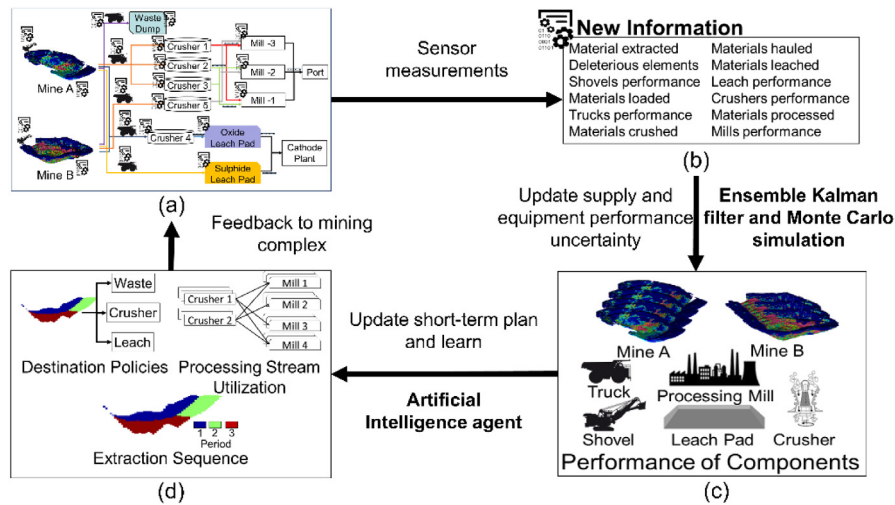 Waste
Dump
Crusher 1
Mill -3
Crusher 2
Mill -2
Port
Mine A
Crusher 3
Mill -1
Crusher 5
Crusher 4
Oxide
Leach Pad
Cathode
Plant
Mine B
Sulphide
Leach Pad
(a)
Sensor
measurements
New Information
Material extracted
Materials hauled
Deleterious elements
Materials leached
Shovels performance
Leach performance
Materials loaded
Crushers performance
Trucks performance
Materials processed
Materials crushed
Mills performance
(b)
Update supply and
equipment performance
uncertainty
Ensemble Kalman
filter and Monte Carlo
simulation
Mine A
Mine B
Truck
Processing Mill
Shovel
Leach Pad
Crusher
Performance of Components
(c)
Update short-term plan
and learn
Artificial
Intelligence agent
Feedback to mining
complex
Waste
Crusher
Leach
Destination Policies
Crusher 1
Crusher 2
Mill 1
Mill 2
Mill 3
Mill 4
Processing Stream
Utilization
Period
1 2 3
Extraction Sequence
(d)